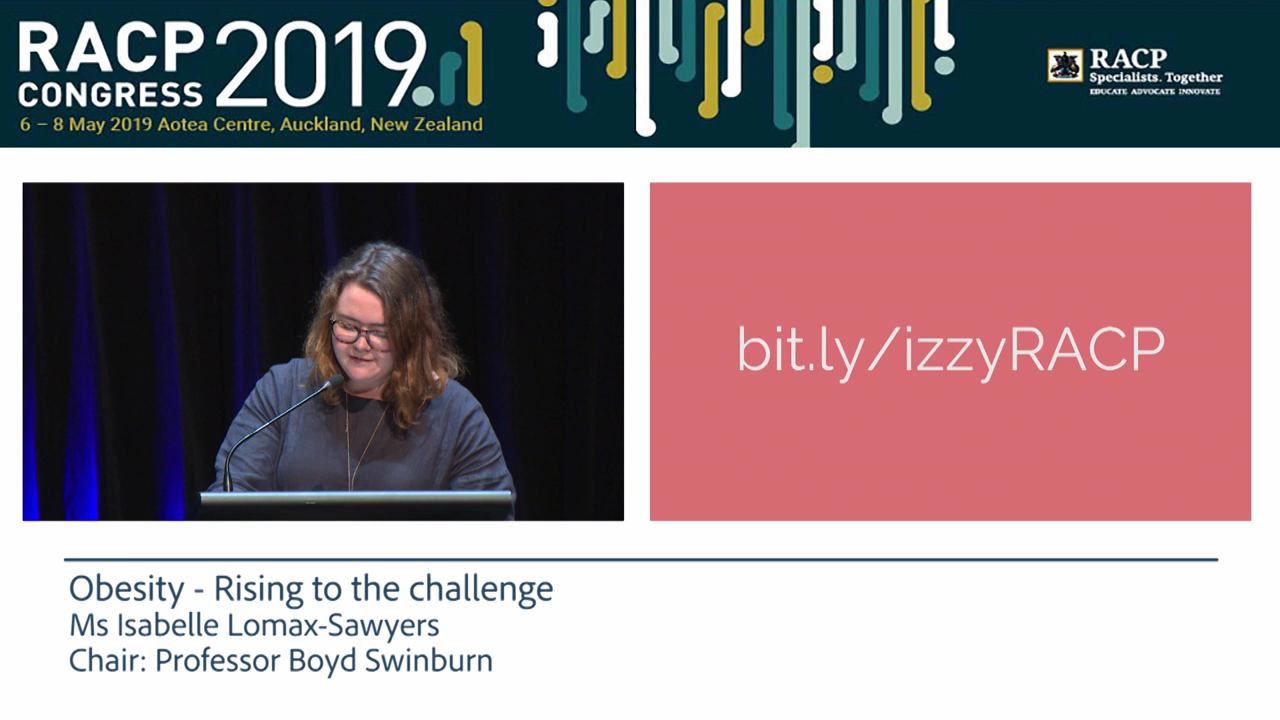 RACP
CONGRESS
2019
6 – 8 May 2019 Aotea Centre, Auckland, New Zealand
RACP
Specialists. Together
EDUCATE ADVOCATE INNOVATE
bit.ly/izzyRACP
Obesity - Rising to the challenge
Ms Isabelle Lomax-Sawyers
Chair: Professor Boyd Swinburn